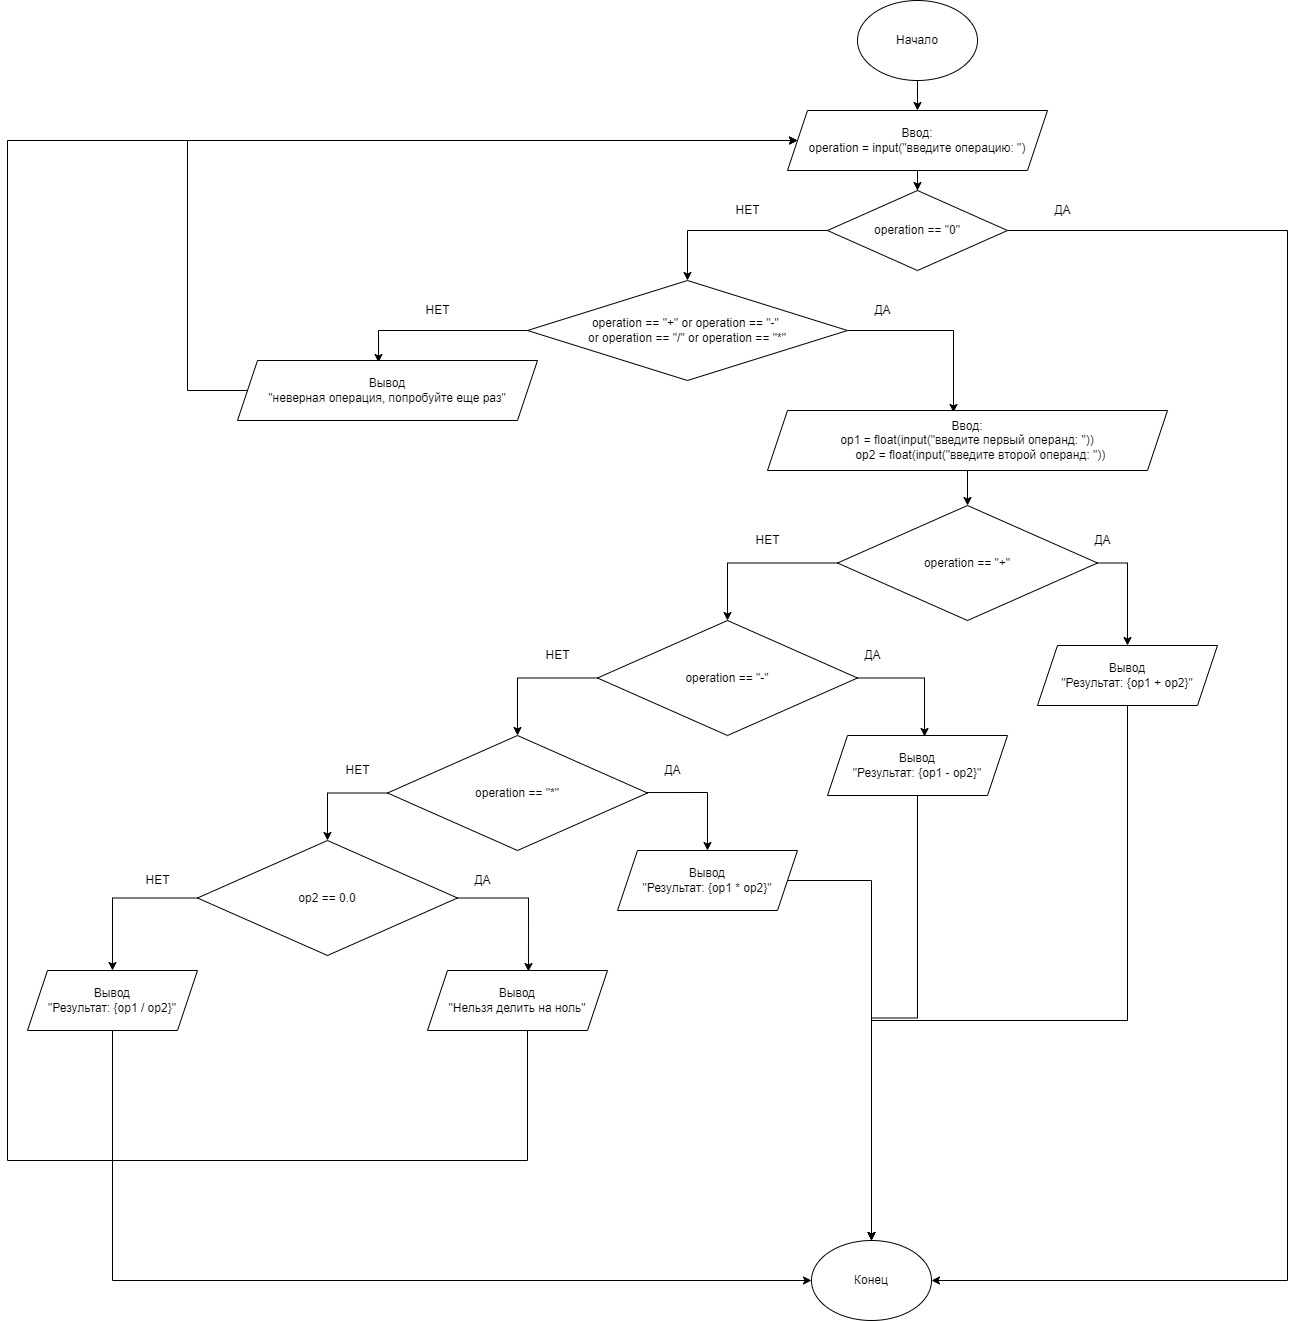 Начало
Ввод:
operation = input("введите операцию: ")
НЕТ
ДА
operation == "0"
НЕТ
ДА
operation == "+" or operation == "-"
or operation == "/" or operation == "*"
Вывод
"неверная операция, попробуйте еще раз"
Ввод:
op1 = float(input("введите первый операнд: "))
op2 = float(input("введите второй операнд: "))
НЕТ
ДА
operation == "+"
НЕТ
ДА
operation == "-"
Вывод
"Результат: {op1 + op2}"
НЕТ
ДА
operation == "*"
Вывод
"Результат: {op1 - op2}"
НЕТ
ДА
op2 == 0.0
Вывод
"Результат: {op1 * op2}"
Вывод
"Результат: {op1 / op2}"
Вывод
"Нельзя делить на ноль"
Конец